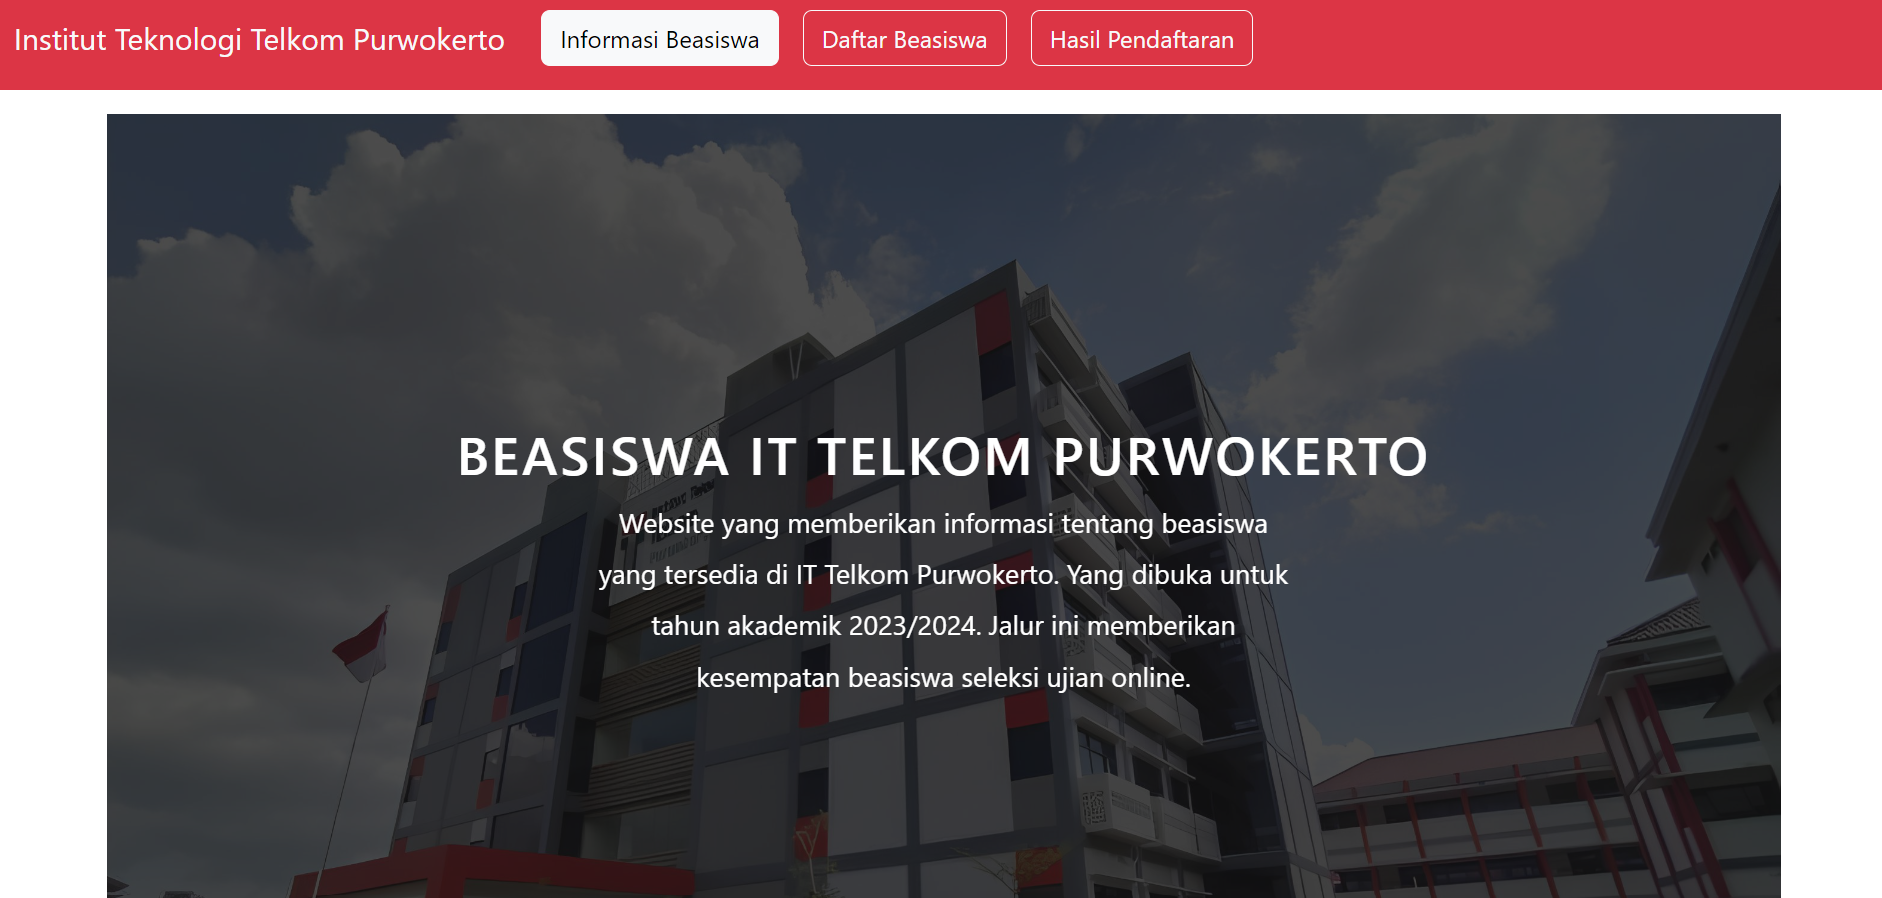 Institut Teknologi Telkom Purwokerto
Informasi Beasiswa
Daftar Beasiswa
Hasil Pendaftaran
BEASISWA IT TELKOM PURWOKERTO
Website yang memberikan informasi tentang beasiswa
yang tersedia di IT Telkom Purwokerto. Yang dibuka untuk
tahun akademik 2023/2024. Jalur ini memberikan
kesempatan beasiswa seleksi ujian online.